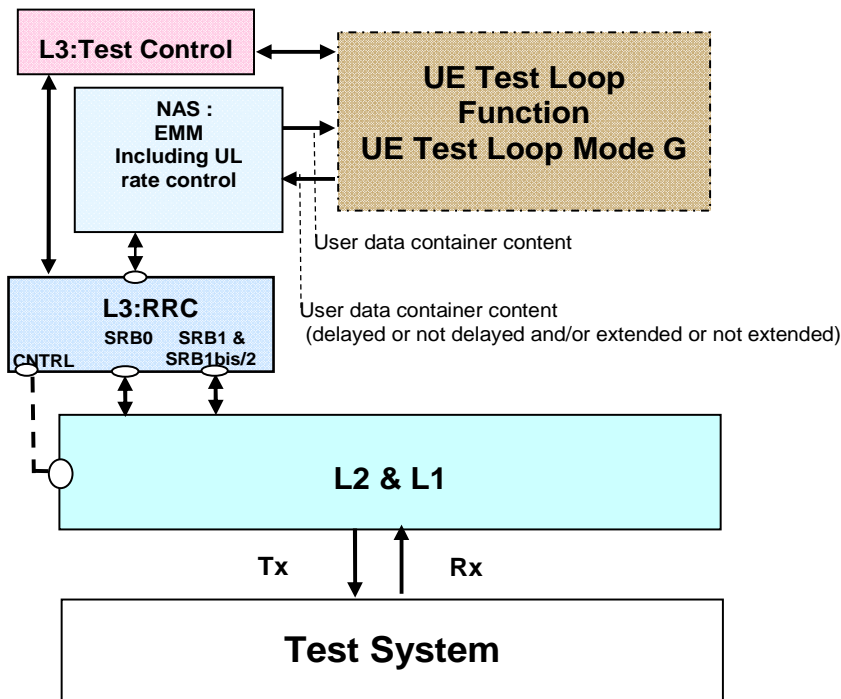 L3:Test Control
UE Test Loop
Function
UE Test Loop Mode G
NAS :
EMM
Including UL
rate control
User data container content
User data container content
(delayed or not delayed and/or extended or not extended)
L3:RRC
SRB0
SRB1 &
SRB1bis/2
CNTRL
L2 & L1
Tx
Rx
Test System